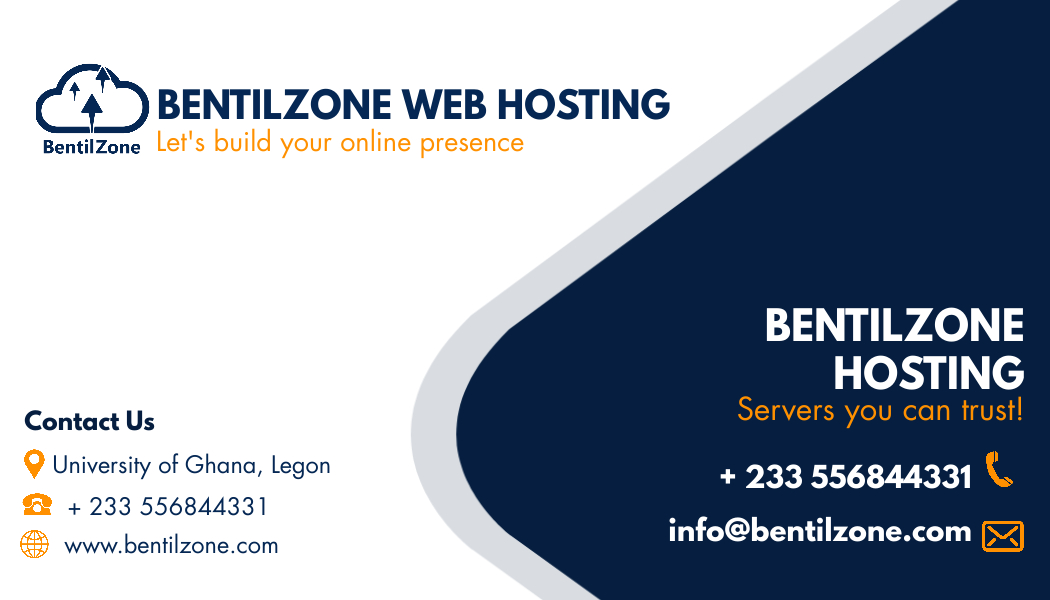 BentilZone
BENTILZONE WEB HOSTING
Let's build your online presence
BENTILZONE
HOSTING
Servers you can trust!
+ 233 556844331
info@bentilzone.com
Contact Us
University of Ghana, Legon
+ 233 556844331
www.bentilzone.com